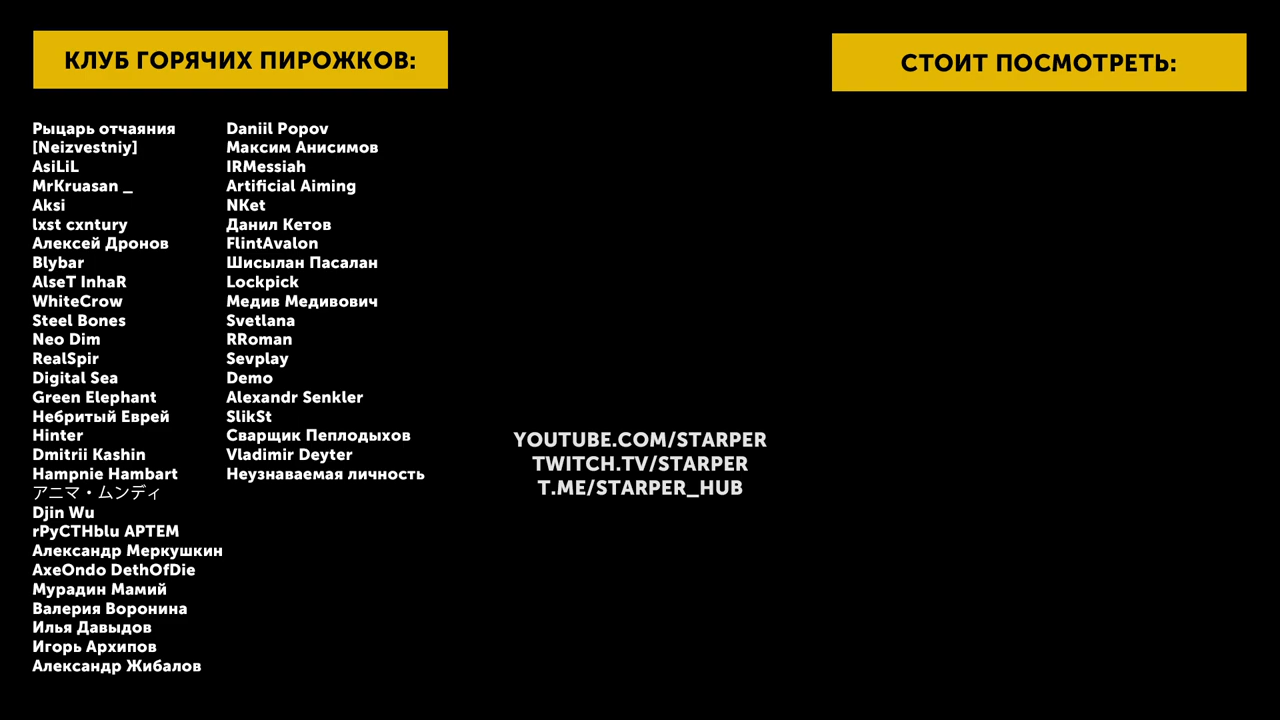 КЛУБ ГОРЯЧИХ ПИРОЖКОВ:
Рыцарь отчаяния
[Neizvestniy]
AsiLiL
MrKruasan _
Aksi
lxst cxntury
Алексей Дронов
Blybar
AlseT InhaR
WhiteCrow
Steel Bones
Neo Dim
RealSpir
Digital Sea
Green Elephant
Небритый Еврей
Hinter
Dmitrii Kashin
Hampnie Hambart
アニマ・ムンディ
Djin Wu
rPyCTHblu APTEM
Александр Меркушкин
AxeOndo DethOfDie
Мурадин Мамий
Валерия Воронина
Илья Давыдов
Игорь Архипов
Александр Жибалов
Daniil Popov
Максим Анисимов
IRMessiah
Artificial Aiming
NKet
Данил Кетов
FlintAvalon
Шисылан Пасалан
Lockpick
Медив Медивович
Svetlana
RRoman
Sevplay
Demo
Alexandr Senkler
SlikSt
Сварщик Пеплодыхов
Vladimir Deyter
Неузнаваемая личность
YOUTUBE.COM/STARPER
TWITCH.TV/STARPER
T.ME/STARPER_HUB
СТОИТ ПОСМОТРЕТЬ: